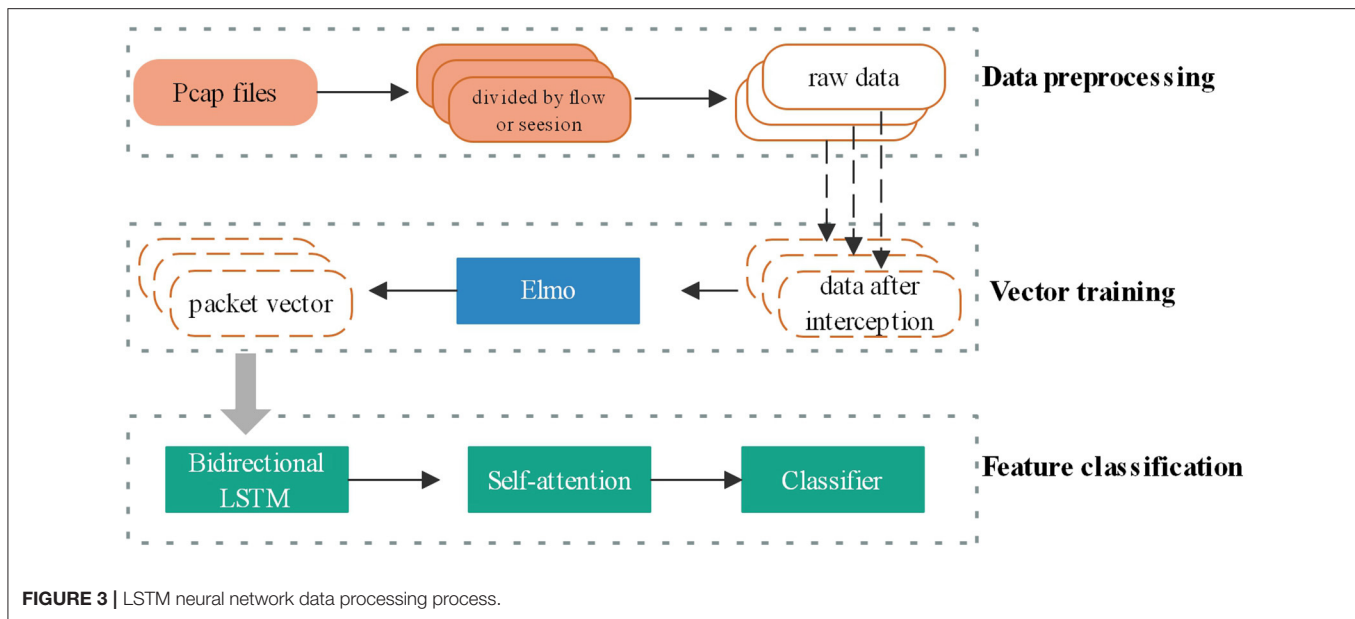 Pcap files
divided by flow
or seesion
raw data
Data preprocessing
packet vector
Elmo
data after
interception
Vector training
Bidirectional
LSTM
Self-attention
Classifier
Feature classification
FIGURE 3 | LSTM neural network data processing process.